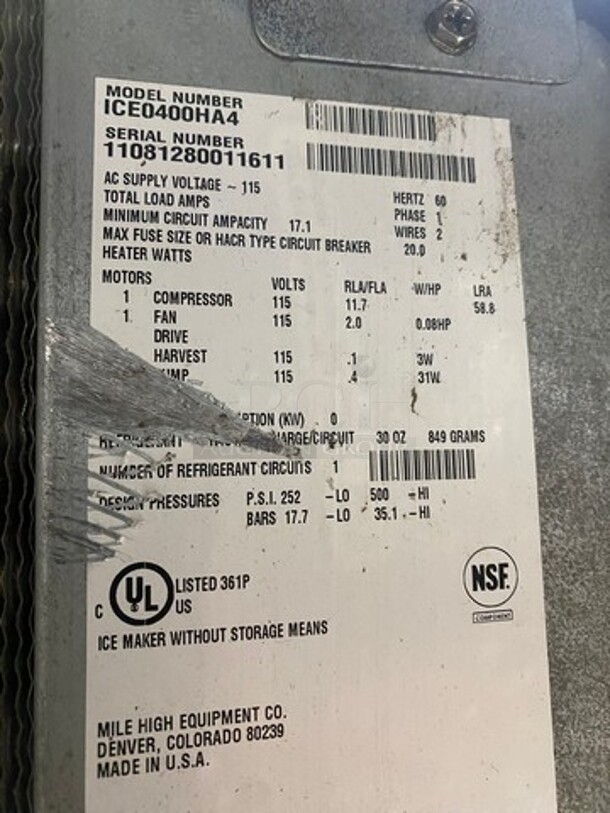 MODEL NUMBER
ICE0400HA4
SERIAL NUMBER
11081280011611
AC SUPPLY VOLTAGE ~ 115 HERTZ 60
TOTAL LOAD AMPS PHASE 1
MINIMUM CIRCUIT AMPACITY 17.1 WIRES 2
MAX FUSE SIZE OR HACR TYPE CIRCUIT BREAKER 20.0
HEATER WATTS
MOTORS VOLTS RLA/FLA W/HP LRA
1 COMPRESSOR 115 11.7 58.8
1 FAN 115 2.0 0.08HP
DRIVE
HARVEST 115 .1 3W
115 .4 31W
(KW) 0
REFRIGERANT 30 OZ 849 GRAMS
NUMBER OF REFRIGERANT CIRCUITS 1
DESIGN PRESSURES P.S.I. 252 -LO 500 -HI
BARS 17.7 -LO 35.1 -HI
C UL LISTED 361P
US
NSF.
COMPONENT
ICE MAKER WITHOUT STORAGE MEANS
MILE HIGH EQUIPMENT CO.
DENVER, COLORADO 80239
MADE IN U.S.A.